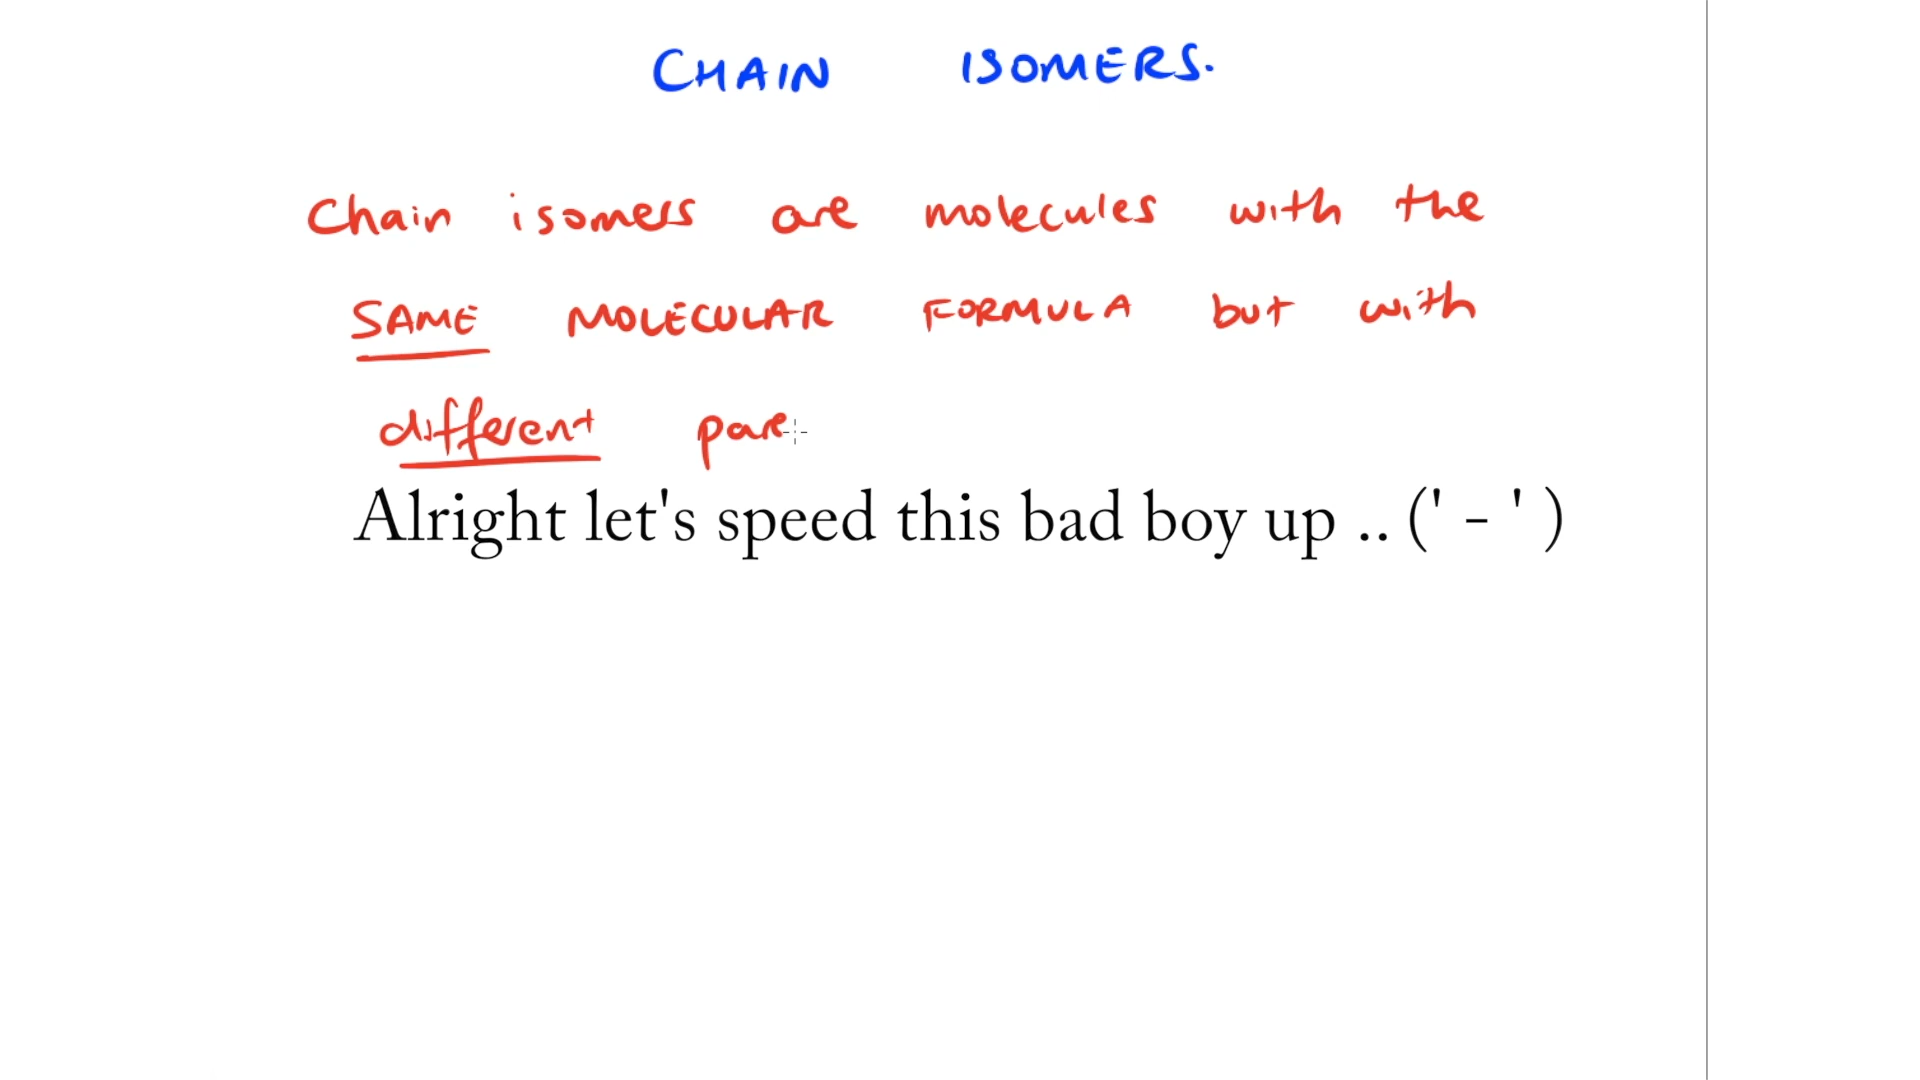 CHAIN ISOMERS.
Chain isomers are molecules with the
SAME MOLECULAR FORMULA but with
different pare
Alright let's speed this bad boy up .. (' - ' )